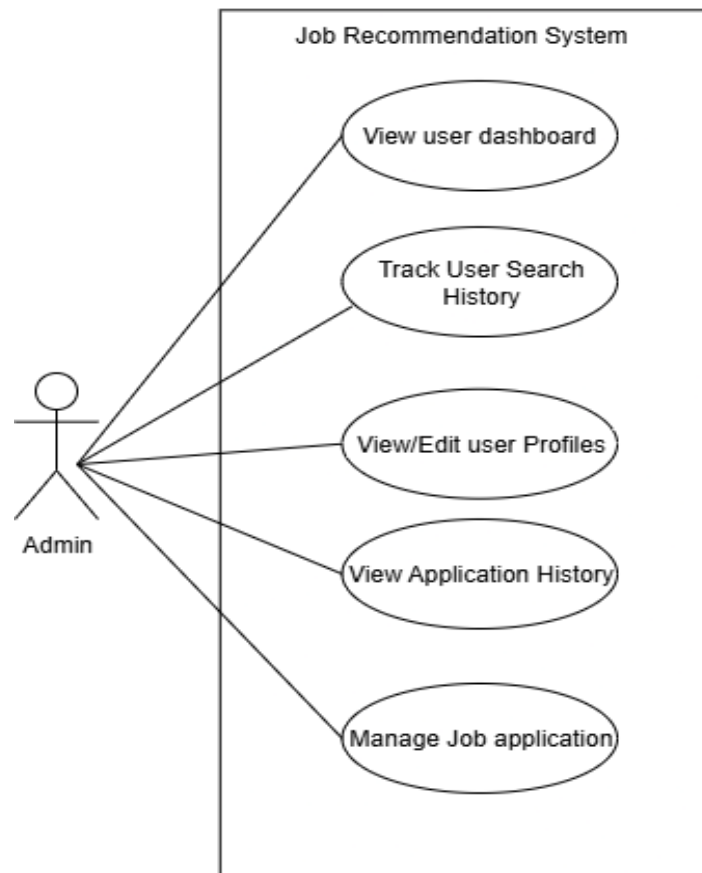 Job Recommendation System
View user dashboard
Track User Search
History
View/Edit user Profiles
Admin
View Application History
Manage Job application